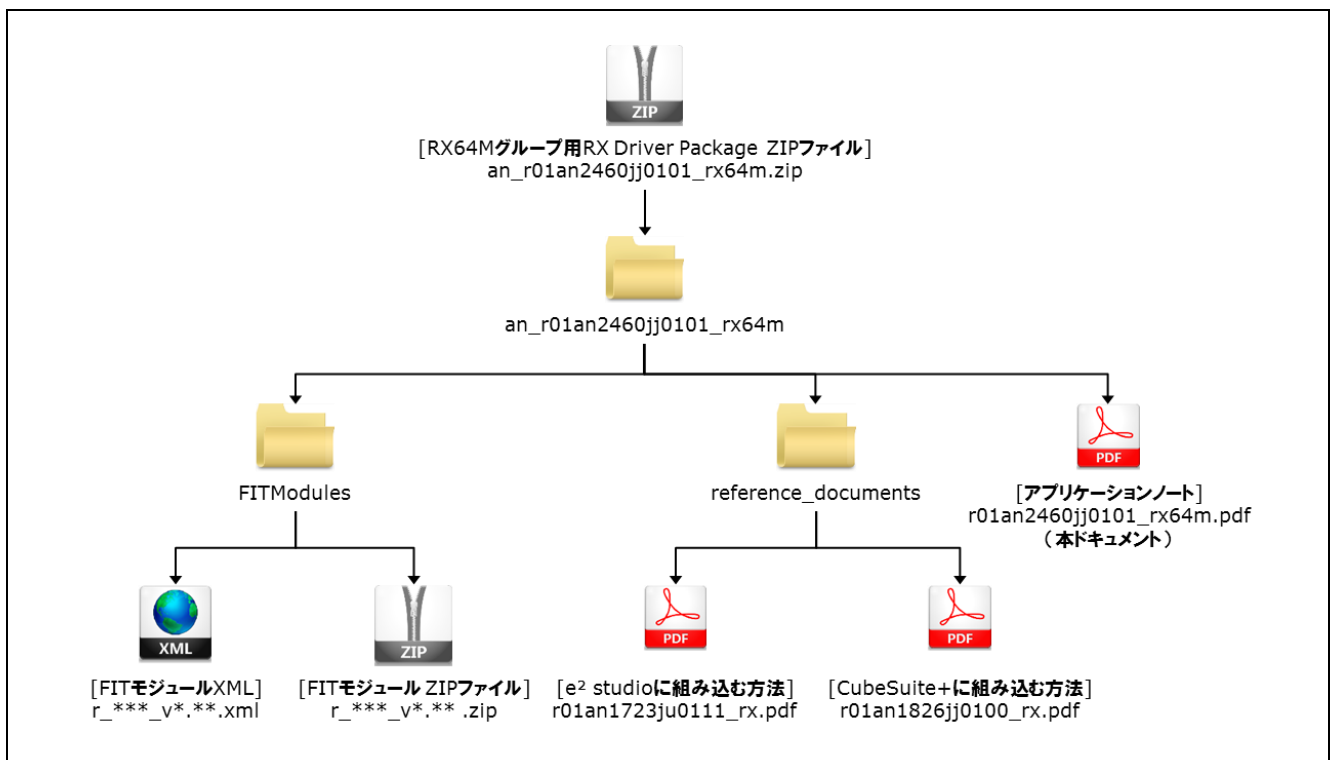 ZIP
[RX64Mグループ用RX Driver Package ZIPファイル]
an_r01an2460jj0101_rx64m.zip
an_r01an2460jj0101_rx64m
FITModules
reference_documents
PDF
[アプリケーションノート]
r01an2460jj0101_rx64m.pdf
(本ドキュメント)
XML
[FITモジュールXML]
r_***_v*.**.xml
ZIP
[FITモジュール ZIPファイル]
r_***_v*.** .zip
PDF
[e² studioに組み込む方法]
r01an1723ju0111_rx.pdf
PDF
[CubeSuite+に組み込む方法]
r01an1826jj0100_rx.pdf